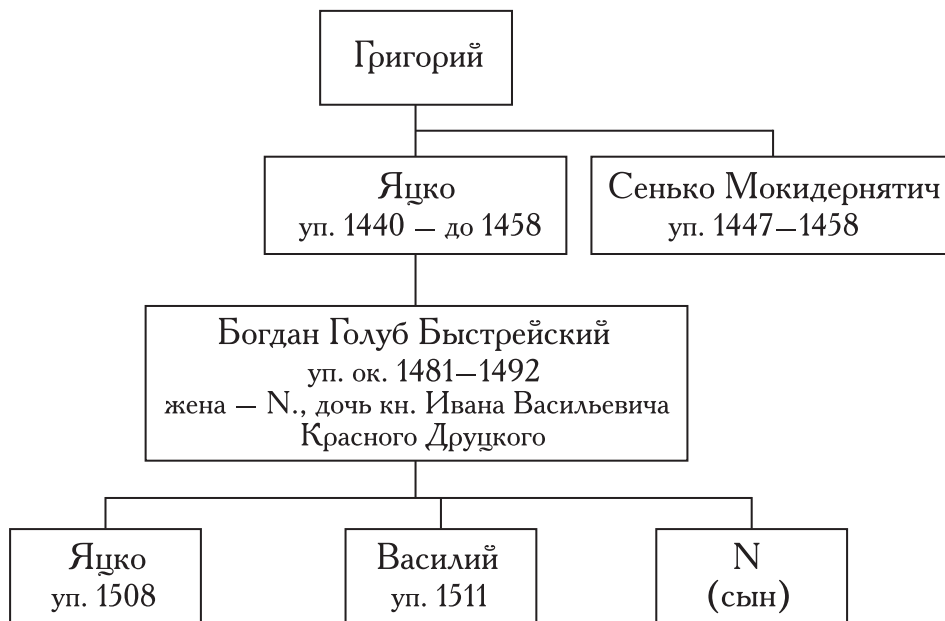 Григорий
Яцко
уп. 1440 – до 1458
Сенько Мокидернятич
уп. 1447–1458
Богдан Голуб Быстрейский
уп. ок. 1481–1492
жена – N., дочь кн. Ивана Васильевича
Красного Друцкого
Яцко
уп. 1508
Василий
уп. 1511
N
(сын)